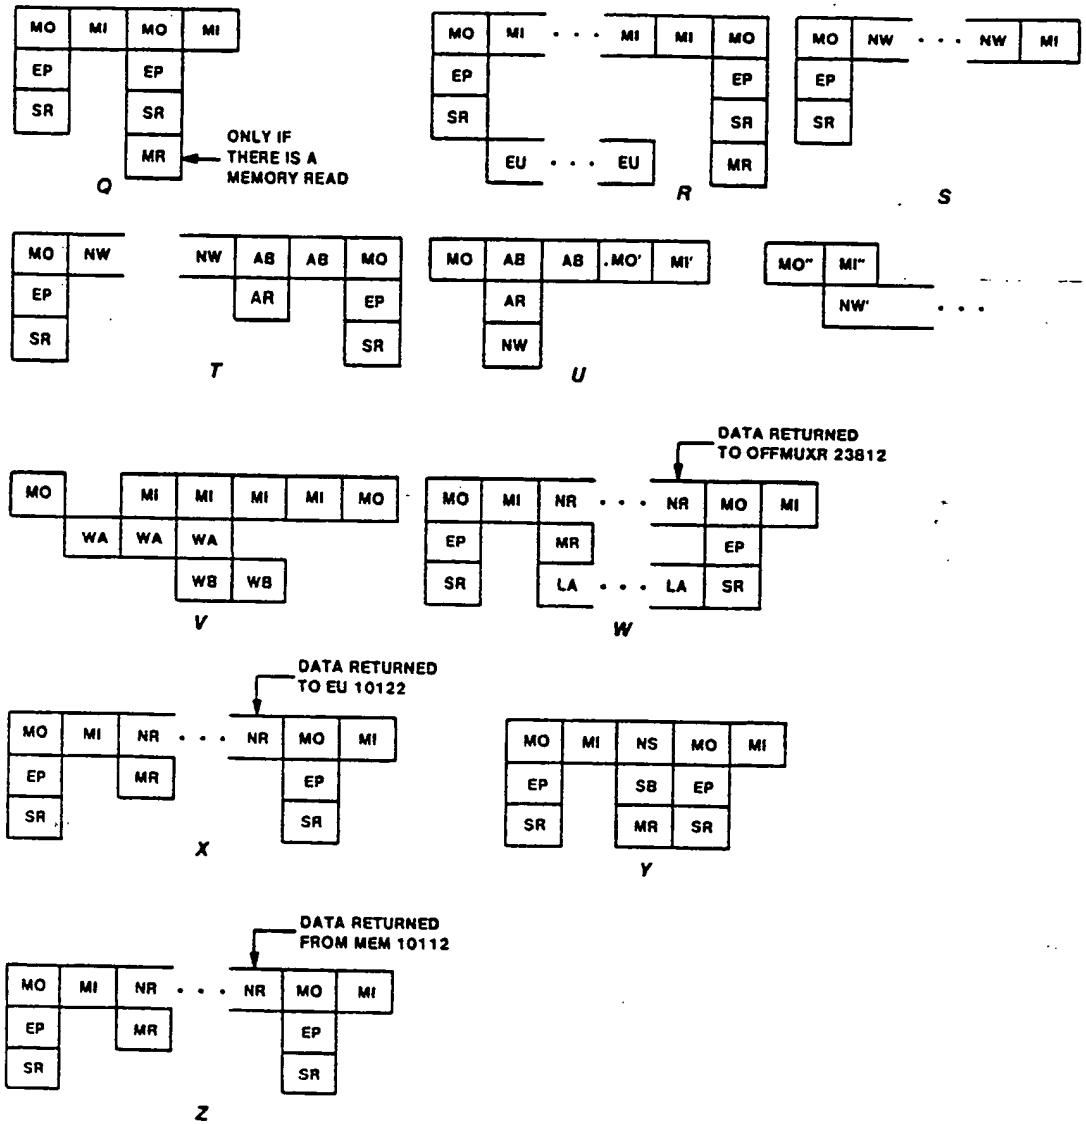 MO MI MO MI
EP EP
SR SR
MR
ONLY IF
THERE IS A
MEMORY READ
Q
MO MI . . . MI MI MO
EP EP
SR SR
EU . . . EU MR
R
MO NW . . . NW MI
EP
SR
S
MO NW NW AB AB MO
EP AR EP
SR SR
T
MO AB AB .MO' MI'
AR
NW
U
MO" MI"
NW' . . .
MO MI MI MI MI MO
WA WA WA
WB WB
V
DATA RETURNED
TO OFFMUXR 23812
MO MI NR . . . NR MO MI
EP MR EP
SR LA . . . LA SR
W
DATA RETURNED
TO EU 10122
MO MI NR . . . NR MO MI
EP MR EP
SR SR
X
MO MI NS MO MI
EP SB EP
SR MR SR
Y
DATA RETURNED
FROM MEM 10112
MO MI NR . . . NR MO MI
EP MR EP
SR SR
Z